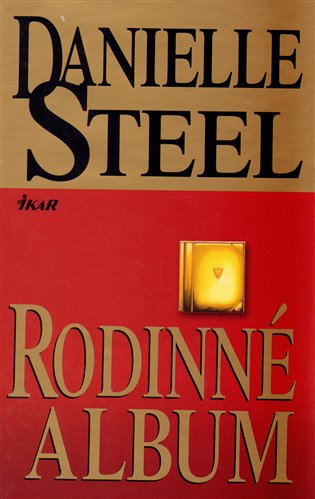 DANIELLE
STEEL
IKAR
RODINNÉ
ALBUM